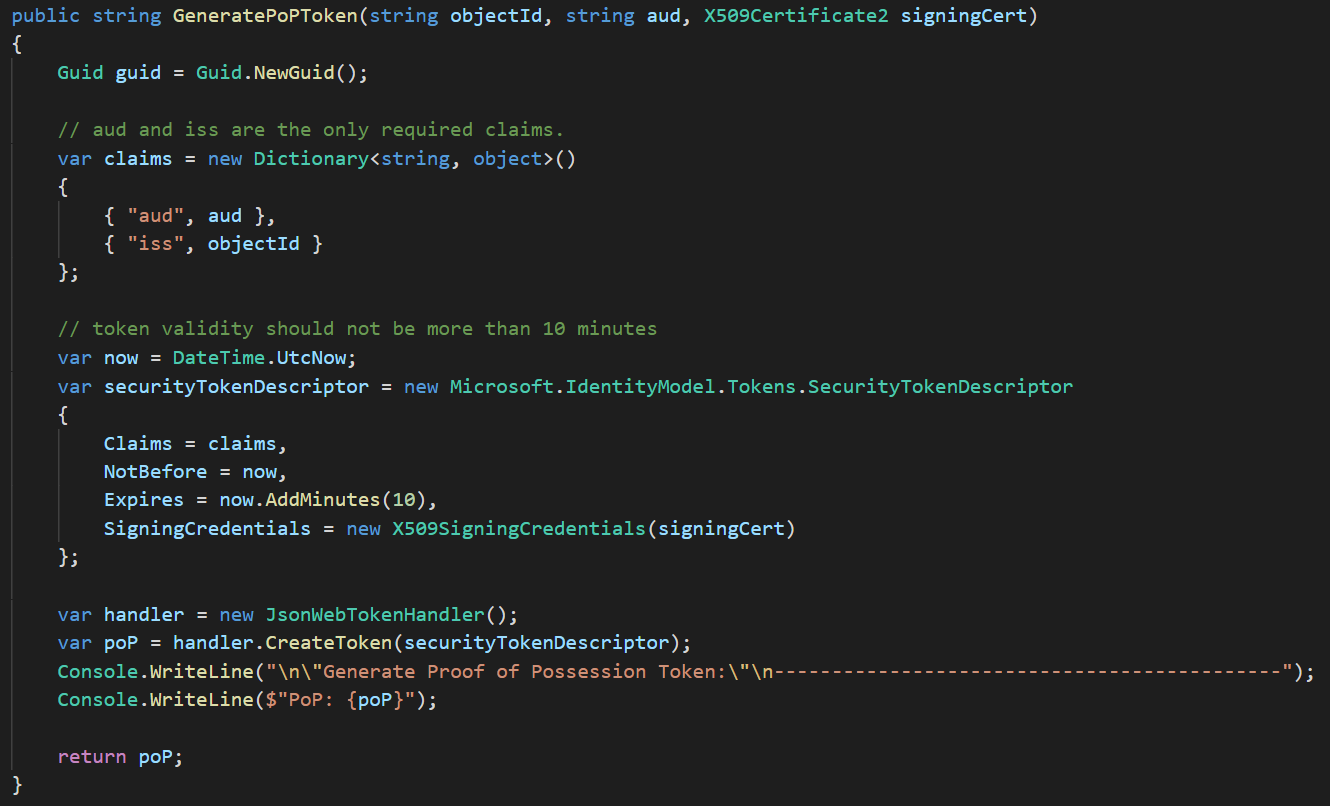 public string GeneratePoPToken(string objectId, string aud, X509Certificate2 signingCert)
{
    Guid guid = Guid.NewGuid();

    // aud and iss are the only required claims.
    var claims = new Dictionary<string, object>()
    {
        { "aud", aud },
        { "iss", objectId }
    };

    // token validity should not be more than 10 minutes
    var now = DateTime.UtcNow;
    var securityTokenDescriptor = new Microsoft.IdentityModel.Tokens.SecurityTokenDescriptor
    {
        Claims = claims,
        NotBefore = now,
        Expires = now.AddMinutes(10),
        SigningCredentials = new X509SigningCredentials(signingCert)
    };

    var handler = new JsonWebTokenHandler();
    var poP = handler.CreateToken(securityTokenDescriptor);
    Console.WriteLine("\n\"Generate Proof of Possession Token:\"\n--------------------------------------------");
    Console.WriteLine($"PoP: {poP}");

    return poP;
}